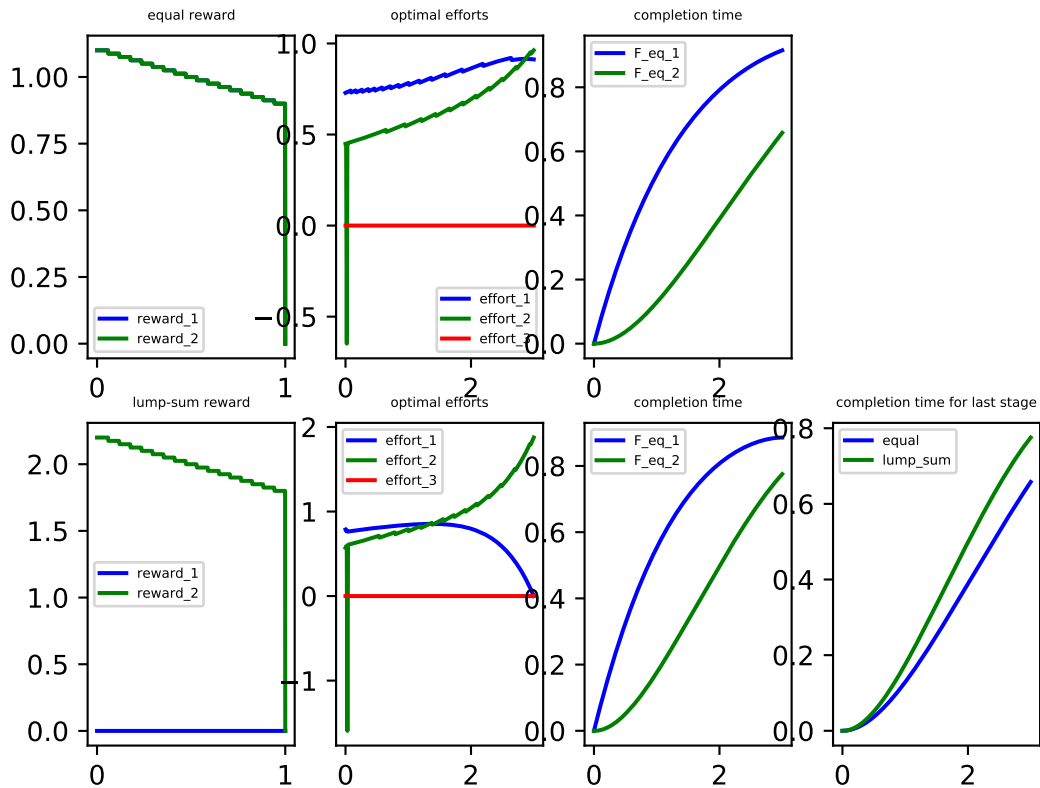 equal reward
1.00
0.75
0.50
0.25
0.00
reward_1
reward_2
0
1
optimal efforts
1.0
0.5
0.0
−0.5
effort_1
effort_2
effort_3
0
2
completion time
0.8
0.6
0.4
0.2
0.0
F_eq_1
F_eq_2
0
2
lump-sum reward
2.0
1.5
1.0
0.5
0.0
reward_1
reward_2
0
1
optimal efforts
2
1
0
−1
effort_1
effort_2
effort_3
0
2
completion time
0.8
0.6
0.4
0.2
0.0
F_eq_1
F_eq_2
0
2
completion time for last stage
0.8
0.6
0.4
0.2
0.0
equal
lump_sum
0
2